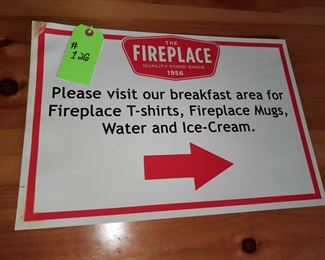 #
126
THE
FIREPLACE
QUALITY FOOD SINCE
1956
Please visit our breakfast area for
Fireplace T-shirts, Fireplace Mugs,
Water and Ice-Cream.